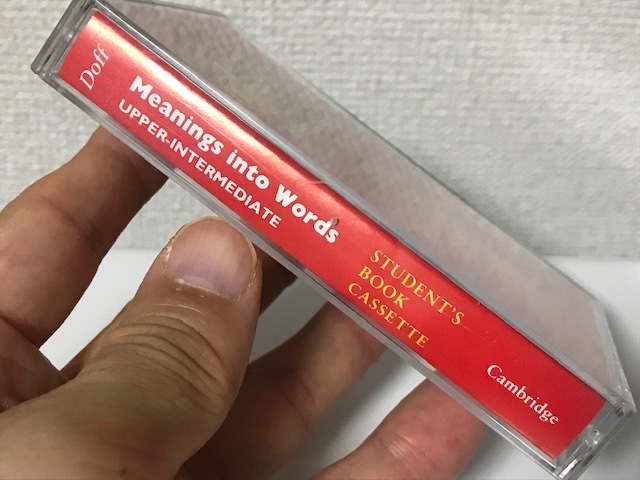 Doff
Meanings into Words
UPPER-INTERMEDIATE
STUDENT'S
BOOK
CASSETTE
Cambridge